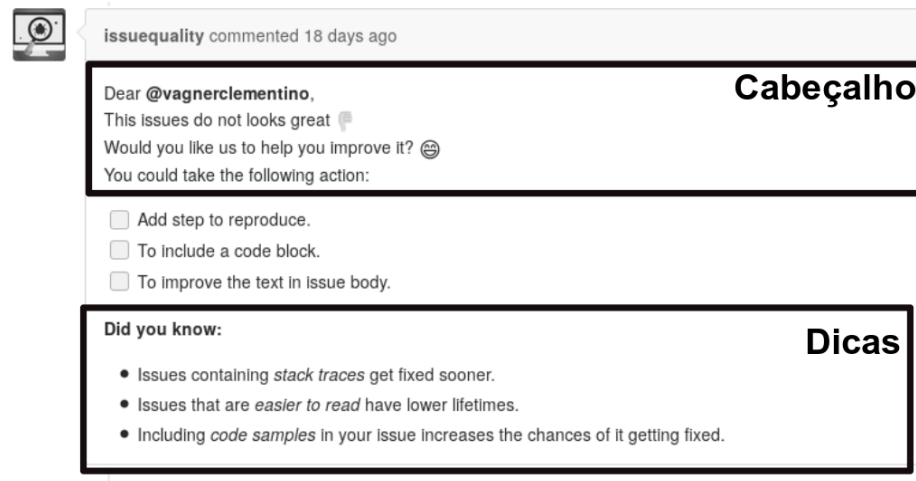 issuequality commented 18 days ago
Cabeçalho
Dear @vagnerclementino,
This issues do not looks great 👎
Would you like us to help you improve it? 😄
You could take the following action:
Add step to reproduce.
To include a code block.
To improve the text in issue body.
Dicas
Did you know:
• Issues containing stack traces get fixed sooner.
• Issues that are easier to read have lower lifetimes.
• Including code samples in your issue increases the chances of it getting fixed.